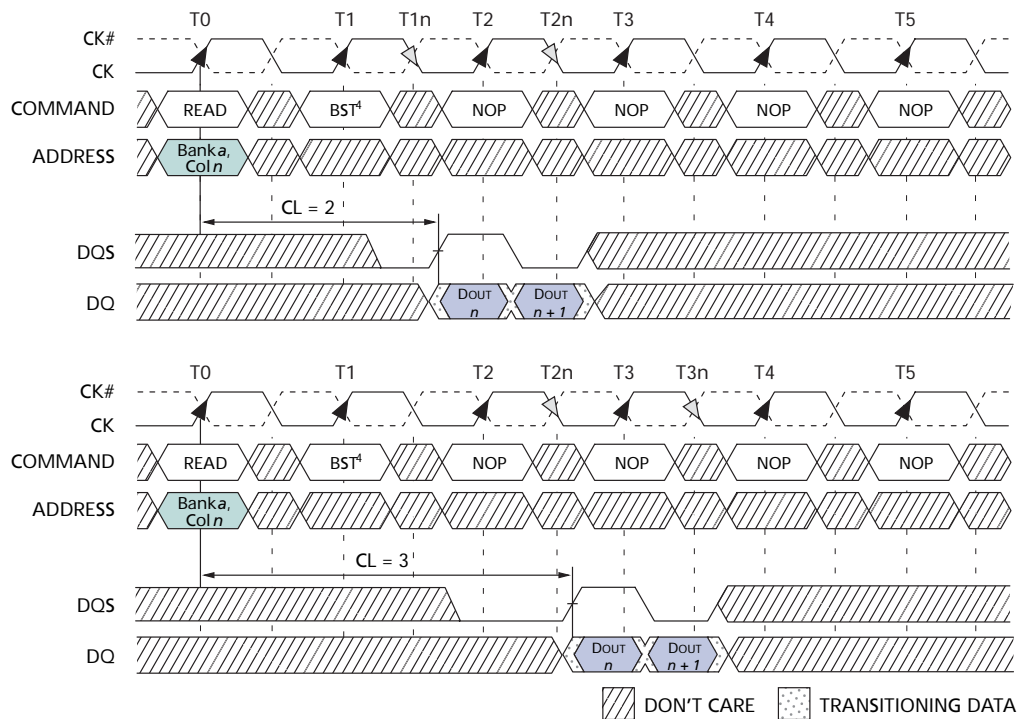 T0 T1 T1n T2 T2n T3 T4 T5
CK#
CK
COMMAND READ BST4 NOP NOP NOP NOP
ADDRESS Bank a,
Col n
CL = 2
DQS
DQ DOUT n DOUT n + 1
T0 T1 T2 T2n T3 T3n T4 T5
CK#
CK
COMMAND READ BST4 NOP NOP NOP NOP
ADDRESS Bank a,
Col n
CL = 3
DQS
DQ DOUT n DOUT n + 1
DON'T CARE TRANSITIONING DATA